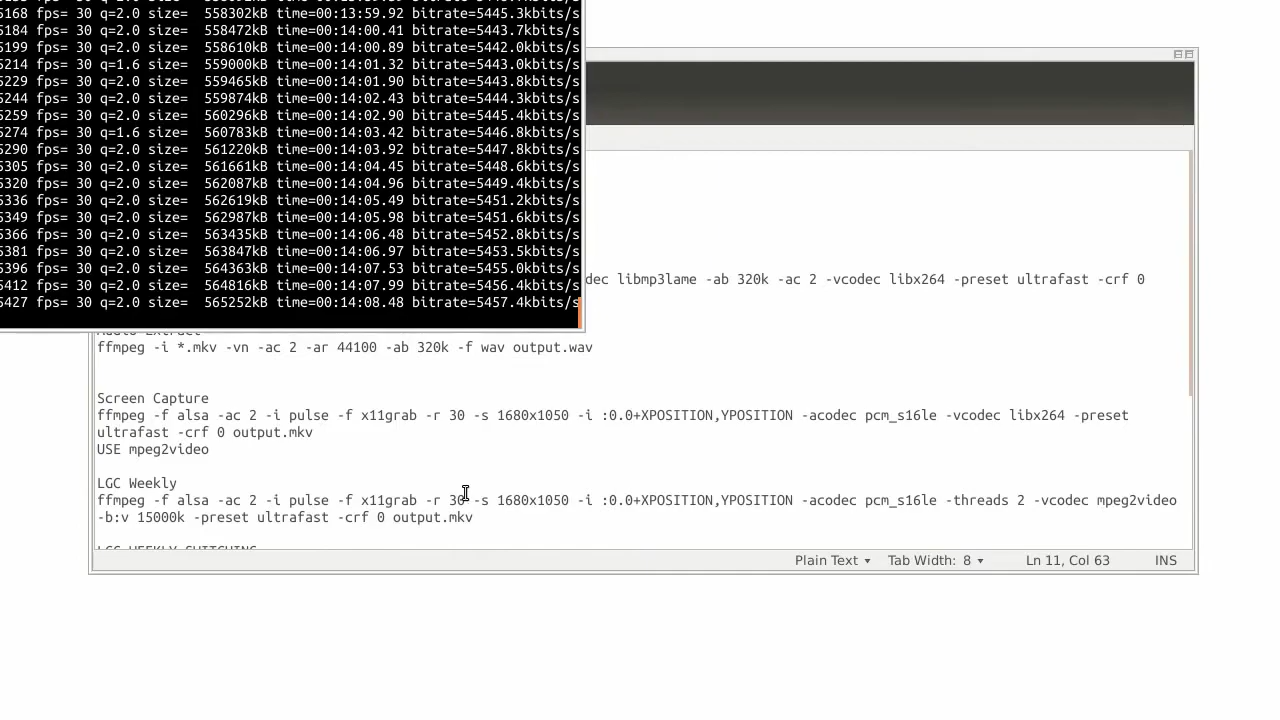 5168 fps= 30 q=2.0 size=  558302kB time=00:13:59.92 bitrate=5445.3kbits/s
5184 fps= 30 q=2.0 size=  558472kB time=00:14:00.41 bitrate=5443.7kbits/s
5199 fps= 30 q=2.0 size=  558610kB time=00:14:00.89 bitrate=5442.0kbits/s
5214 fps= 30 q=1.6 size=  559000kB time=00:14:01.32 bitrate=5443.0kbits/s
5229 fps= 30 q=2.0 size=  559465kB time=00:14:01.90 bitrate=5443.8kbits/s
5244 fps= 30 q=2.0 size=  559874kB time=00:14:02.43 bitrate=5444.3kbits/s
5259 fps= 30 q=2.0 size=  560296kB time=00:14:02.90 bitrate=5445.4kbits/s
5274 fps= 30 q=1.6 size=  560783kB time=00:14:03.42 bitrate=5446.8kbits/s
5290 fps= 30 q=2.0 size=  561220kB time=00:14:03.92 bitrate=5447.8kbits/s
5305 fps= 30 q=2.0 size=  561661kB time=00:14:04.45 bitrate=5448.6kbits/s
5320 fps= 30 q=2.0 size=  562087kB time=00:14:04.96 bitrate=5449.4kbits/s
5336 fps= 30 q=2.0 size=  562619kB time=00:14:05.49 bitrate=5451.2kbits/s
5349 fps= 30 q=2.0 size=  562987kB time=00:14:05.98 bitrate=5451.6kbits/s
5366 fps= 30 q=2.0 size=  563435kB time=00:14:06.48 bitrate=5452.8kbits/s
5381 fps= 30 q=2.0 size=  563847kB time=00:14:06.97 bitrate=5453.5kbits/s
5396 fps= 30 q=2.0 size=  564363kB time=00:14:07.53 bitrate=5455.0kbits/s
5412 fps= 30 q=2.0 size=  564816kB time=00:14:07.99 bitrate=5456.4kbits/s
5427 fps= 30 q=2.0 size=  565252kB time=00:14:08.48 bitrate=5457.4kbits/s
dec libmp3lame -ab 320k -ac 2 -vcodec libx264 -preset ultrafast -crf 0
Audio Extract
ffmpeg -i *.mkv -vn -ac 2 -ar 44100 -ab 320k -f wav output.wav
Screen Capture
ffmpeg -f alsa -ac 2 -i pulse -f x11grab -r 30 -s 1680x1050 -i :0.0+XPOSITION,YPOSITION -acodec pcm_s16le -vcodec libx264 -preset
ultrafast -crf 0 output.mkv
USE mpeg2video
LGC Weekly
ffmpeg -f alsa -ac 2 -i pulse -f x11grab -r 30 -s 1680x1050 -i :0.0+XPOSITION,YPOSITION -acodec pcm_s16le -threads 2 -vcodec mpeg2video
-b:v 15000k -preset ultrafast -crf 0 output.mkv
LGC WEEKLY SWITCHING
Plain Text Tab Width: 8 Ln 11, Col 63 INS